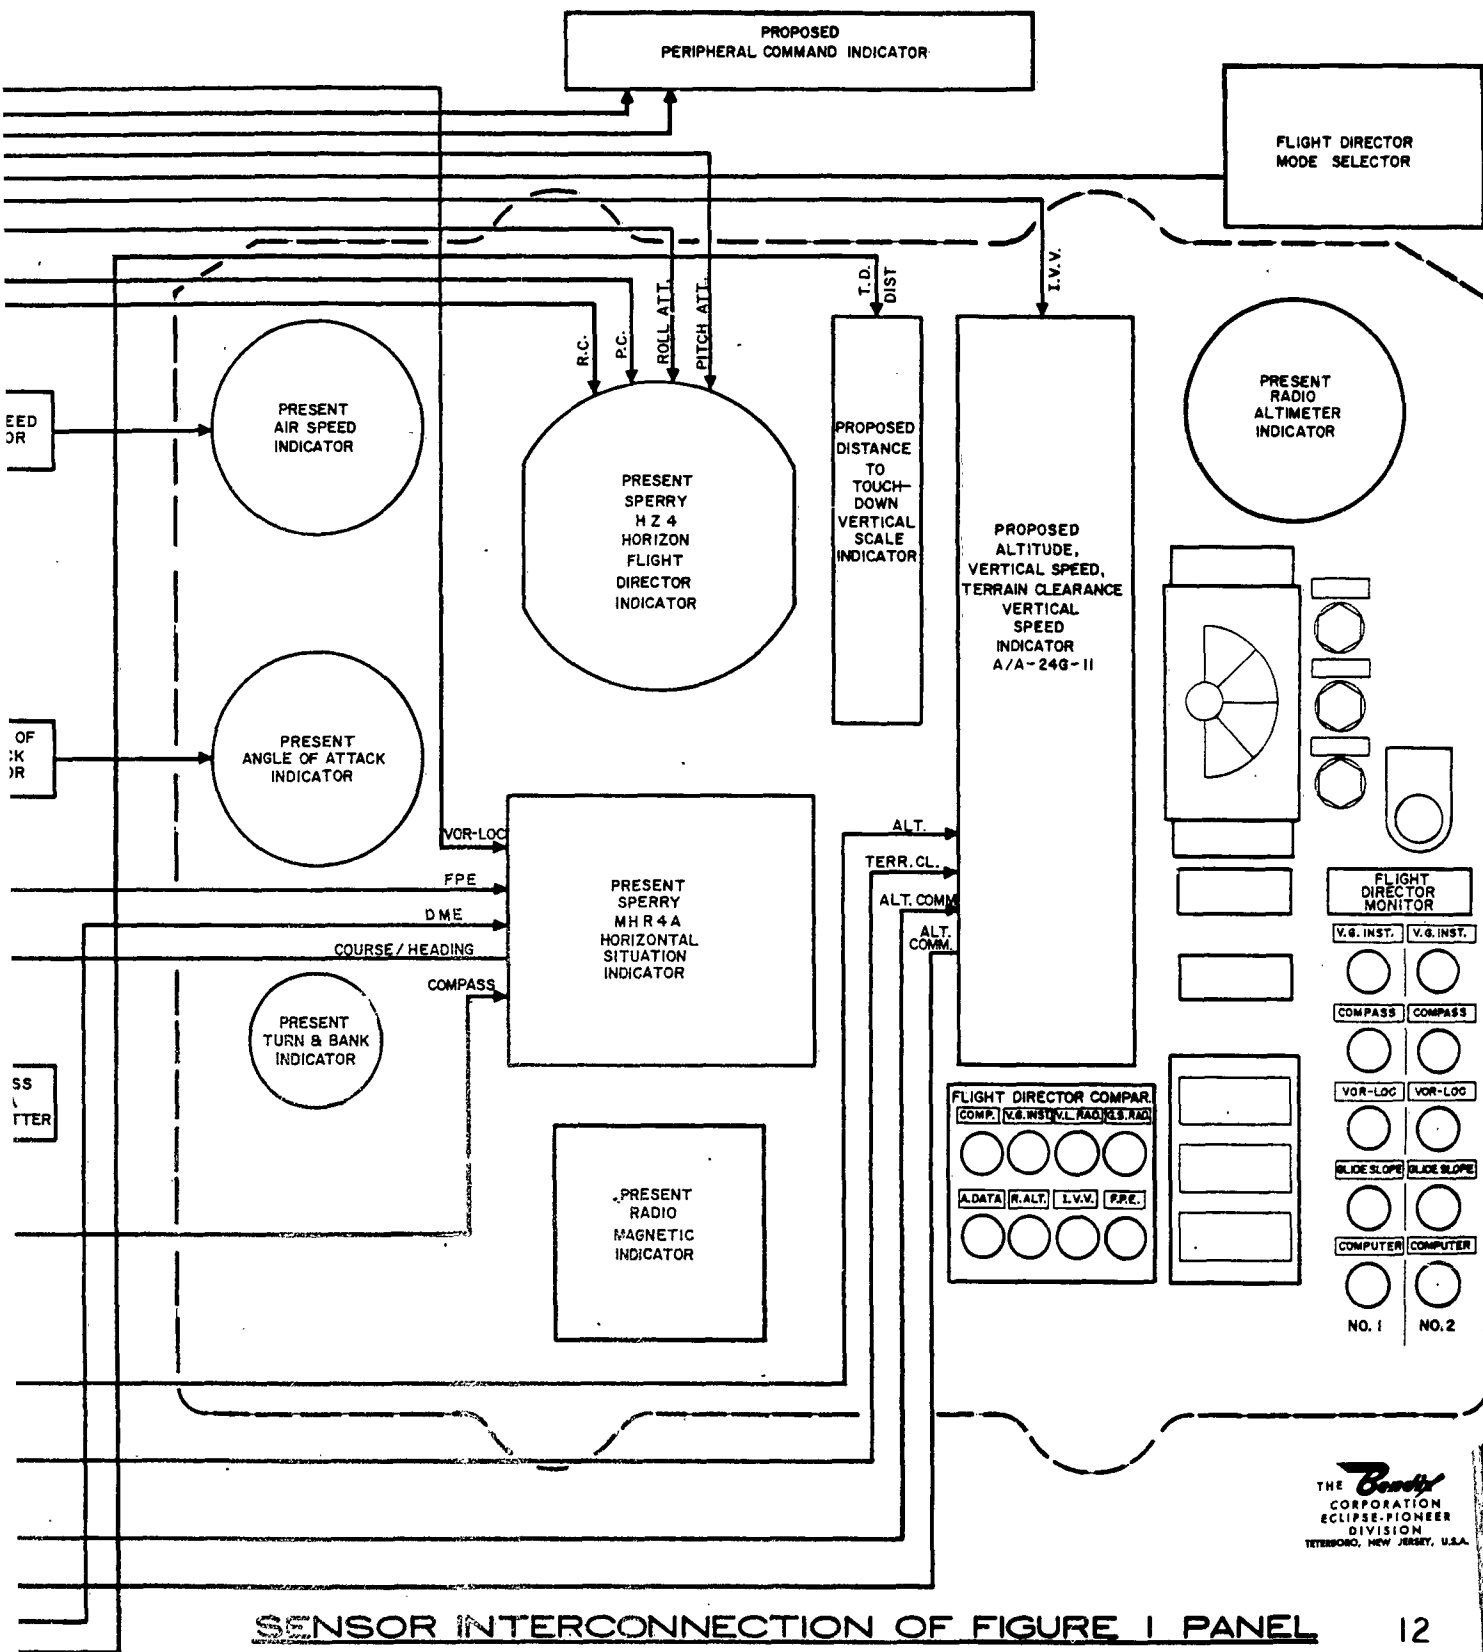 PROPOSED
PERIPHERAL COMMAND INDICATOR
FLIGHT DIRECTOR
MODE SELECTOR
R.C.
P.C.
ROLL ATT.
PITCH ATT.
T.D.
DIST
I.V.V.
EED
OR
PRESENT
AIR SPEED
INDICATOR
PRESENT
SPERRY
HZ4
HORIZON
FLIGHT
DIRECTOR
INDICATOR
PROPOSED
DISTANCE
TO
TOUCH-
DOWN
VERTICAL
SCALE
INDICATOR
PROPOSED
ALTITUDE,
VERTICAL SPEED,
TERRAIN CLEARANCE
VERTICAL
SPEED
INDICATOR
A/A-24G-11
PRESENT
RADIO
ALTIMETER
INDICATOR
OF
CK
OR
PRESENT
ANGLE OF ATTACK
INDICATOR
VOR-LOC
FPE
DME
COURSE/HEADING
COMPASS
PRESENT
SPERRY
MHR4A
HORIZONTAL
SITUATION
INDICATOR
ALT.
TERR.CL.
ALT. COMM
ALT.
COMM.
PRESENT
TURN & BANK
INDICATOR
SS
TTER
PRESENT
RADIO
MAGNETIC
INDICATOR
FLIGHT DIRECTOR COMPAR.
COMP. V.G.INST. V.L.RAD. G.S.RAD.
A.DATA R.ALT. I.V.V. F.P.E.
FLIGHT
DIRECTOR
MONITOR
V.G. INST. V.G. INST.
COMPASS COMPASS
VOR-LOC VOR-LOC
GLIDE SLOPE GLIDE SLOPE
COMPUTER COMPUTER
NO. 1 NO. 2
THE Bendix
CORPORATION
ECLIPSE-PIONEER
DIVISION
TETERBORO, NEW JERSEY, U.S.A.
SENSOR INTERCONNECTION OF FIGURE 1 PANEL 12